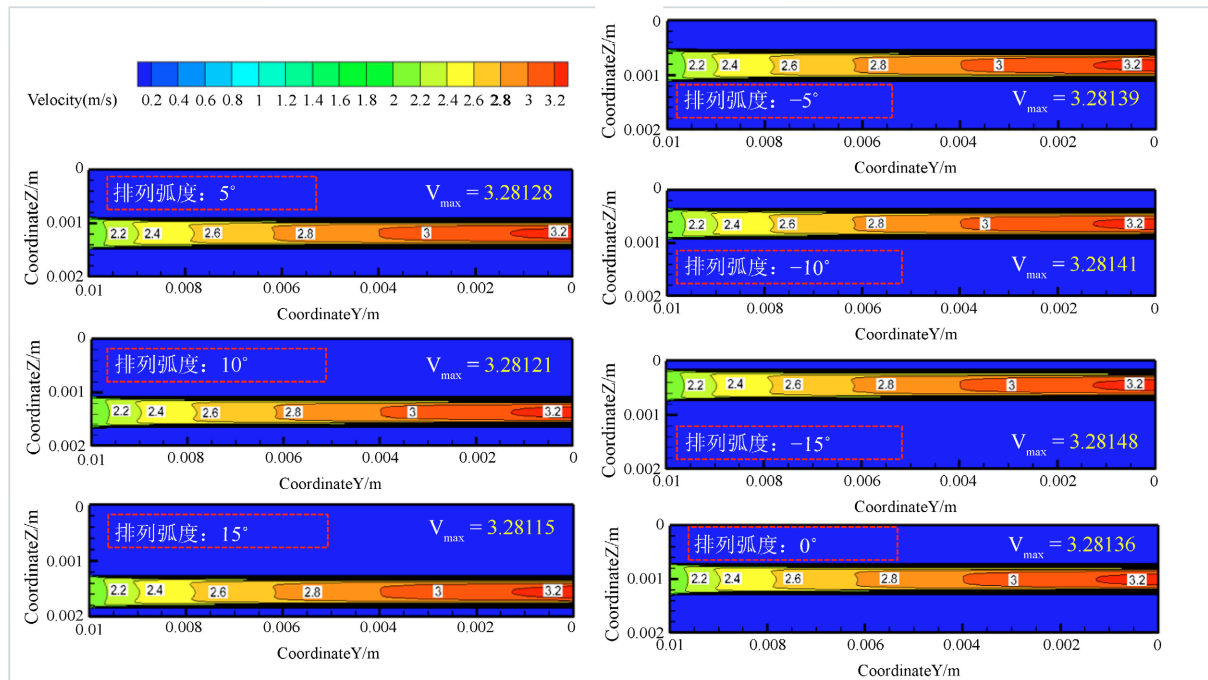 0.2 0.4 0.6 0.8 1 1.2 1.4 1.6 1.8 2 2.2 2.4 2.6 2.8 3 3.2
Velocity(m/s)
0
排列弧度：5°
Vmax = 3.28128
CoordinateZ/m
0.001
2.2 2.4 2.6 2.8 3 3.2
0.002
0.01 0.008 0.006 0.004 0.002 0
CoordinateY/m
0
排列弧度：10°
Vmax = 3.28121
CoordinateZ/m
0.001
2.2 2.4 2.6 2.8 3 3.2
0.002
0.01 0.008 0.006 0.004 0.002 0
CoordinateY/m
0
排列弧度：15°
Vmax = 3.28115
CoordinateZ/m
0.001
2.2 2.4 2.6 2.8 3 3.2
0.002
0.01 0.008 0.006 0.004 0.002 0
CoordinateY/m
0
CoordinateZ/m
2.2 2.4 2.6 2.8 3 3.2
0.001
排列弧度：−5°
Vmax = 3.28139
0.002
0.01 0.008 0.006 0.004 0.002 0
CoordinateY/m
0
CoordinateZ/m
2.2 2.4 2.6 2.8 3 3.2
0.001
排列弧度：−10°
Vmax = 3.28141
0.002
0.01 0.008 0.006 0.004 0.002 0
CoordinateY/m
0
CoordinateZ/m
2.2 2.4 2.6 2.8 3 3.2
0.001
排列弧度：−15°
Vmax = 3.28148
0.002
0.01 0.008 0.006 0.004 0.002 0
CoordinateY/m
0
排列弧度：0°
Vmax = 3.28136
CoordinateZ/m
0.001
2.2 2.4 2.6 2.8 3 3.2
0.002
0.01 0.008 0.006 0.004 0.002 0
CoordinateY/m